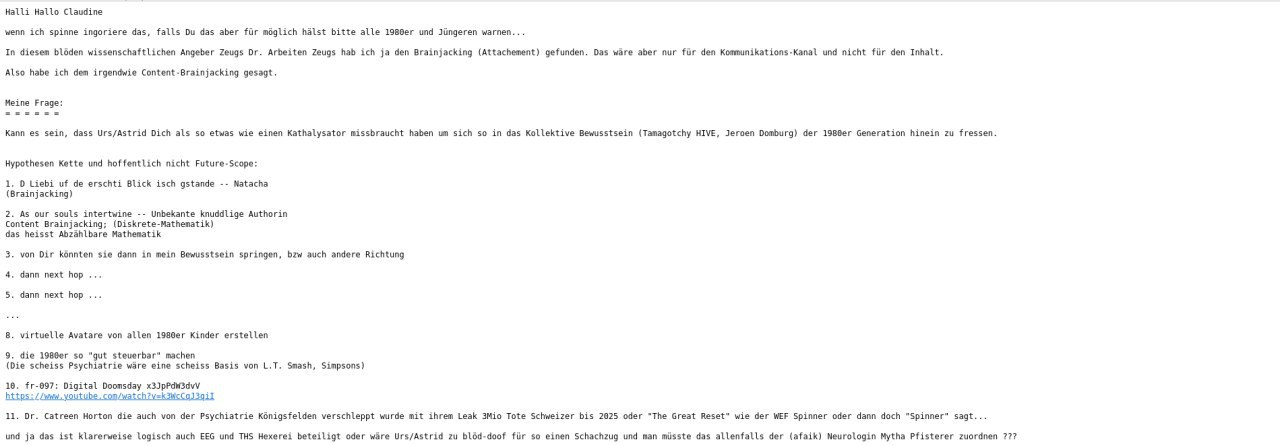 Halli Hallo Claudine
wenn ich spinne ingoriere das, falls Du das aber für möglich hälst bitte alle 1980er und Jüngeren warnen...
In diesem blöden wissenschaftlichen Angeber Zeugs Dr. Arbeiten Zeugs hab ich ja den Brainjacking (Attachement) gefunden. Das wäre aber nur für den Kommunikations-Kanal und nicht für den Inhalt.
Also habe ich dem irgendwie Content-Brainjacking gesagt.
Meine Frage:
= = = = = =
Kann es sein, dass Urs/Astrid Dich als so etwas wie einen Kathalysator missbraucht haben um sich so in das Kollektive Bewusstsein (Tamagotchy HIVE, Jeroen Domburg) der 1980er Generation hinein zu fressen.
Hypothesen Kette und hoffentlich nicht Future-Scope:
1. D Liebi uf de erschti Blick isch gstande -- Natacha
(Brainjacking)
2. As our souls intertwine -- Unbekante knuddlige Authorin
Content Brainjacking; (Diskrete-Mathematik)
das heisst Abzählbare Mathematik
3. von Dir könnten sie dann in mein Bewusstsein springen, bzw auch andere Richtung
4. dann next hop ...
5. dann next hop ...
...
8. virtuelle Avatare von allen 1980er Kinder erstellen
9. die 1980er so "gut steuerbar" machen
(Die scheiss Psychiatrie wäre eine scheiss Basis von L.T. Smash, Simpsons)
10. fr-097: Digital Doomsday x3JpPdW3dvV
https://www.youtube.com/watch?v=k3WcCqJ3qiI
11. Dr. Catreen Horton die auch von der Psychiatrie Königsfelden verschleppt wurde mit ihrem Leak 3Mio Tote Schweizer bis 2025 oder "The Great Reset" wie der WEF Spinner oder dann doch "Spinner" sagt...
und ja das ist klarerweise logisch auch EEG und THS Hexerei beteiligt oder wäre Urs/Astrid zu blöd-doof für so einen Schachzug und man müsste das allenfalls der (afaik) Neurologin Mytha Pfisterer zuordnen ???